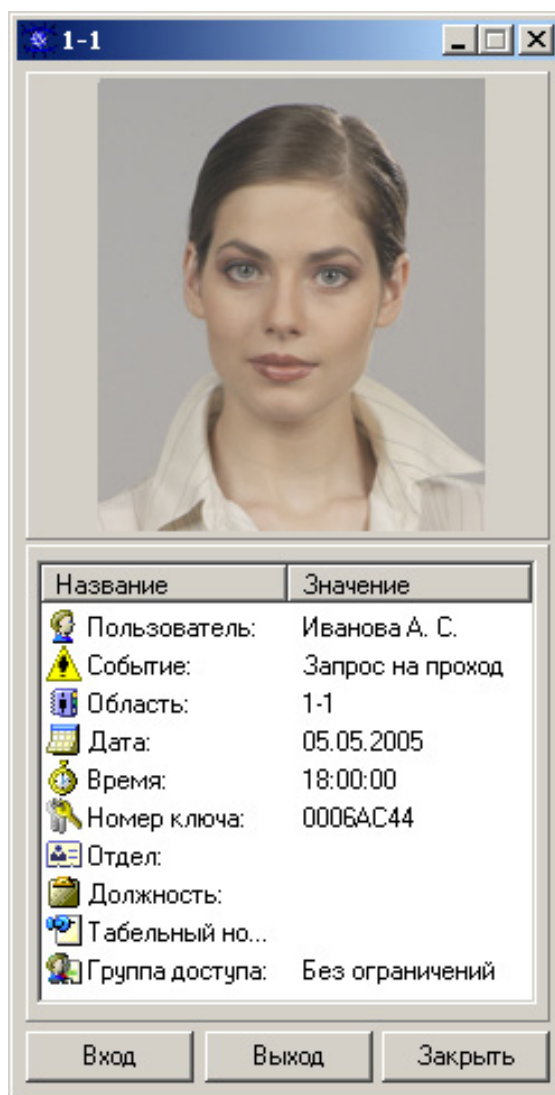 1-1
Название Значение
Пользователь: Иванова А. С.
Событие: Запрос на проход
Область: 1-1
Дата: 05.05.2005
Время: 18:00:00
Номер ключа: 0006AC44
Отдел:
Должность:
Табельный но...
Группа доступа: Без ограничений
Вход Выход Закрыть